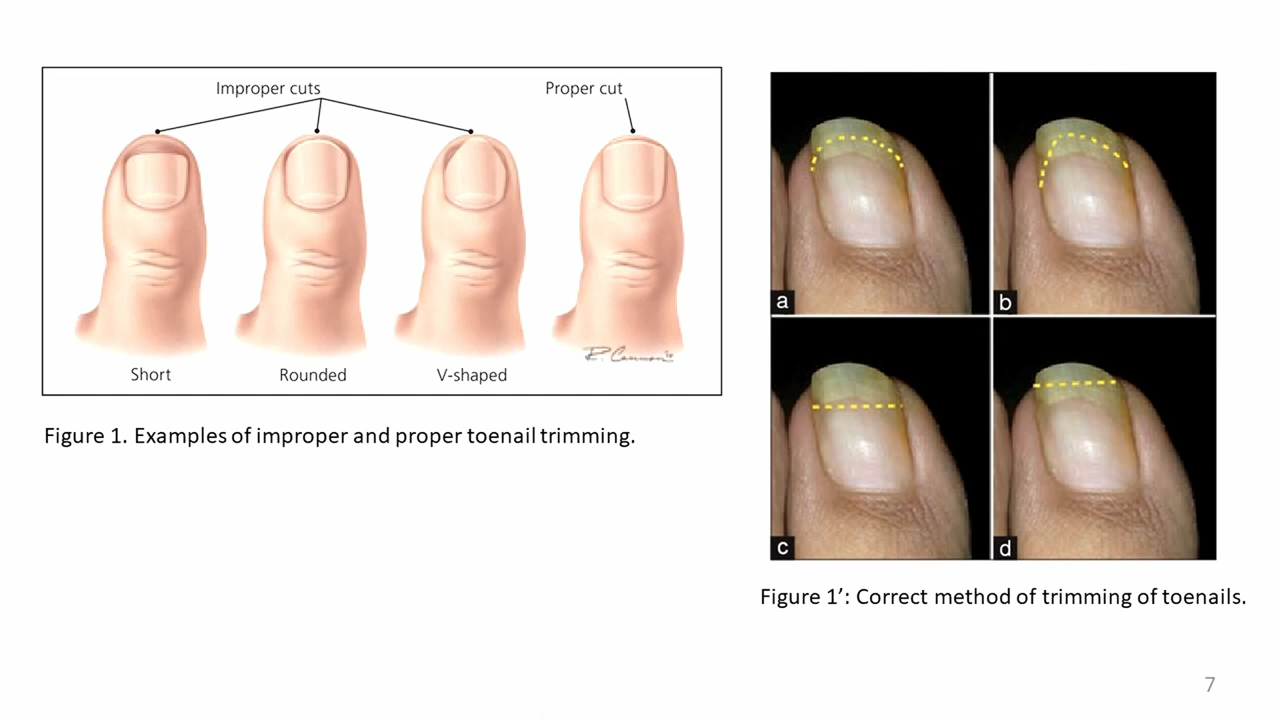 Improper cuts
Proper cut
Short
Rounded
V-shaped
Figure 1. Examples of improper and proper toenail trimming.
a
b
c
d
Figure 1’: Correct method of trimming of toenails.
7